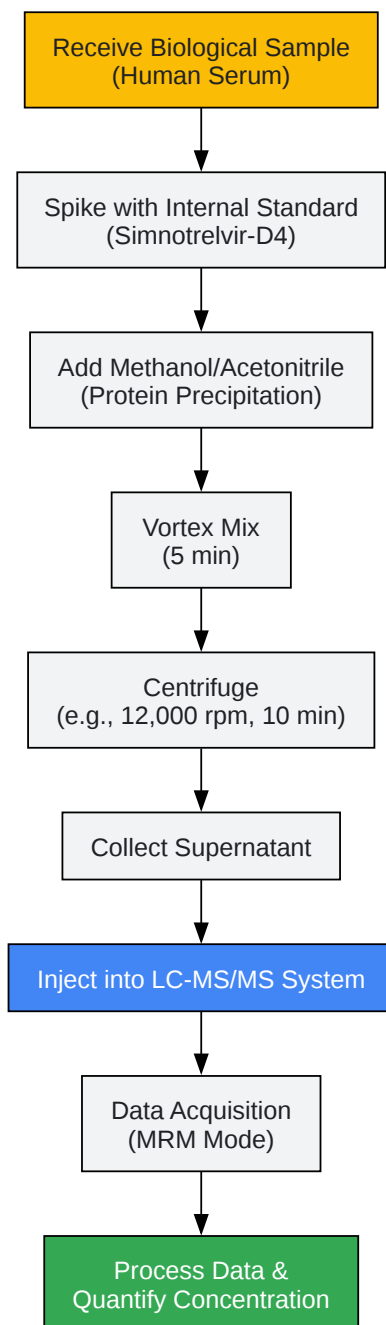 Receive Biological Sample
(Human Serum)
Spike with Internal Standard
(Simnotrelvir-D4)
Add Methanol/Acetonitrile
(Protein Precipitation)
Vortex Mix
(5 min)
Centrifuge
(e.g., 12,000 rpm, 10 min)
Collect Supernatant
Inject into LC-MS/MS System
Data Acquisition
(MRM Mode)
Process Data &
Quantify Concentration